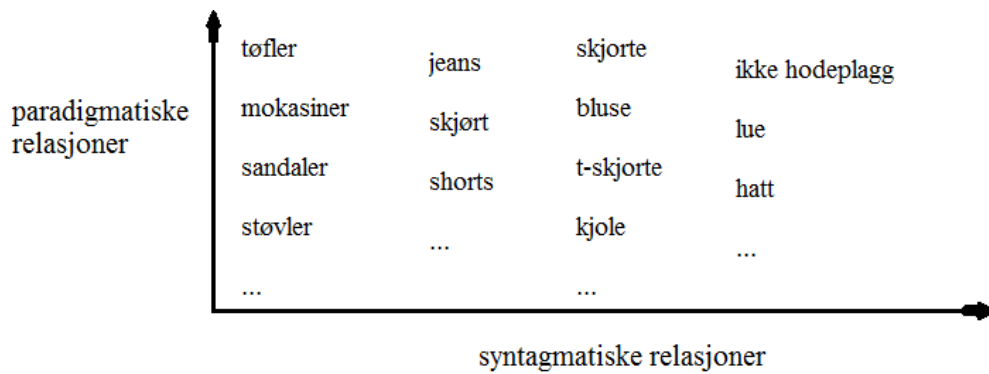 paradigmatiske
relasjoner
tøfler
mokasiner
sandaler
støvler
...
jeans
skjørt
shorts
...
skjorte
bluse
t-skjorte
kjole
...
ikke hodeplagg
lue
hatt
...
syntagmatiske relasjoner